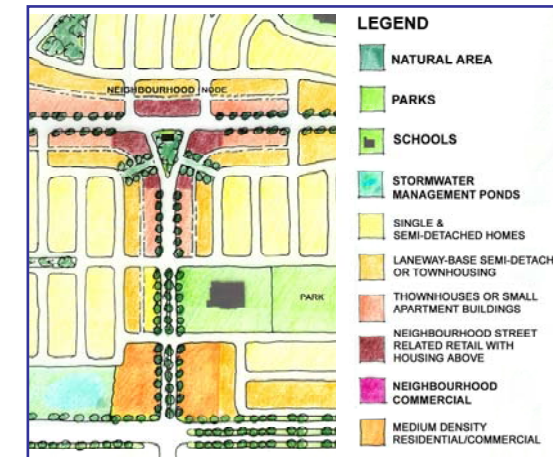 NEIGHBOURHOOD NODE
PARK
LEGEND
NATURAL AREA
PARKS
SCHOOLS
STORMWATER
MANAGEMENT PONDS
SINGLE &
SEMI-DETACHED HOMES
LANEWAY-BASE SEMI-DETACH
OR TOWNHOUSING
THOWNHOUSES OR SMALL
APARTMENT BUILDINGS
NEIGHBOURHOOD STREET
RELATED RETAIL WITH
HOUSING ABOVE
NEIGHBOURHOOD
COMMERCIAL
MEDIUM DENSITY
RESIDENTIAL/COMMERCIAL